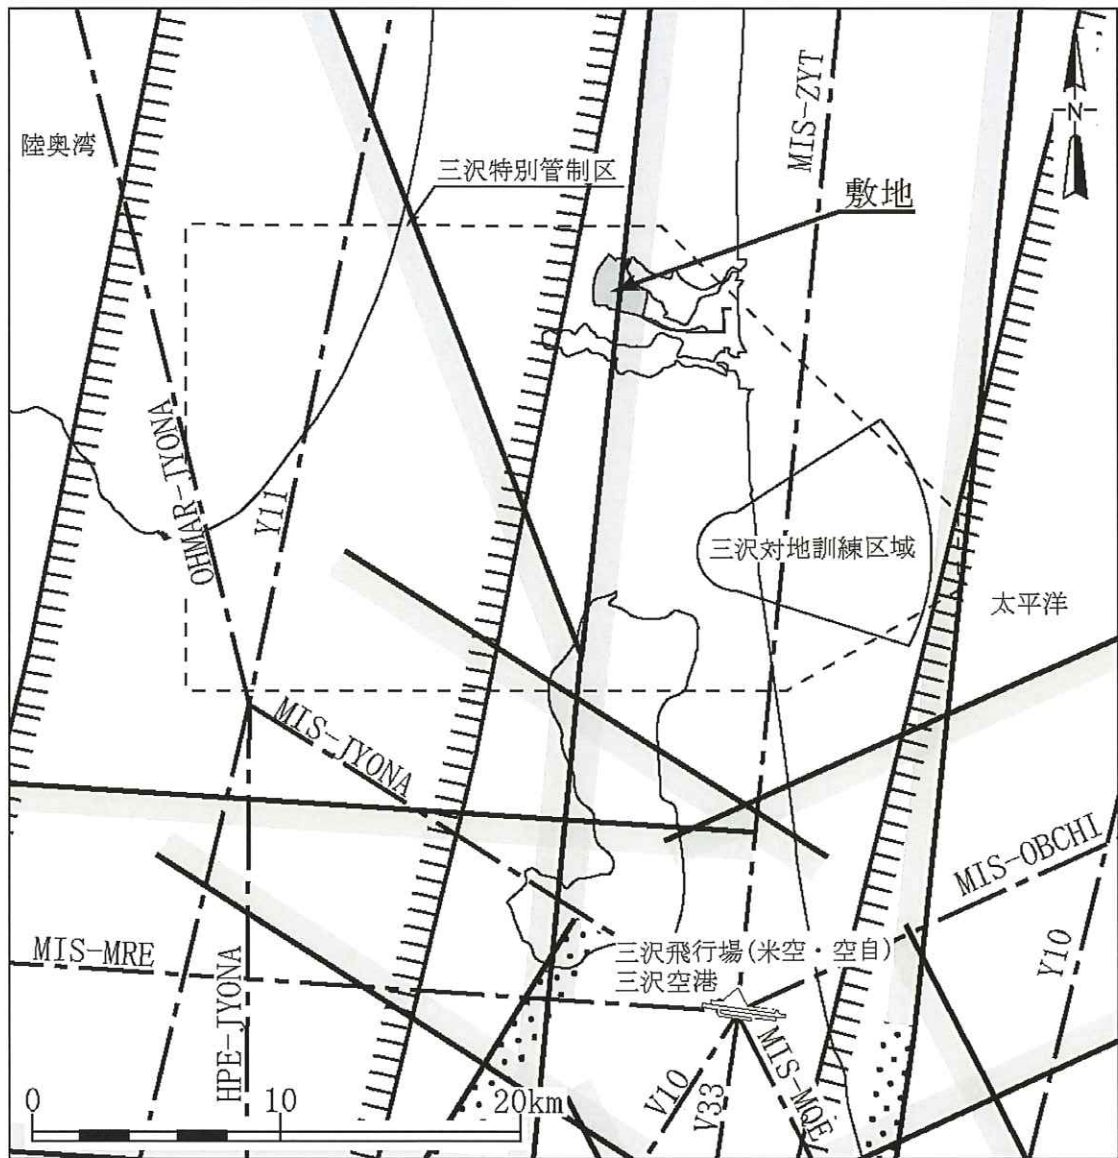 MIS-ZYT
N
陸奥湾
三沢特別管制区
敷地
OHMAR-JYONA
Y11
三沢対地訓練区域
太平洋
MIS-JYONA
MIS-OBCHI
MIS-MRE
HPE-JYONA
三沢飛行場(米空・空自)
三沢空港
Y10
V10
V33
MIS-MQE
0 10 20km